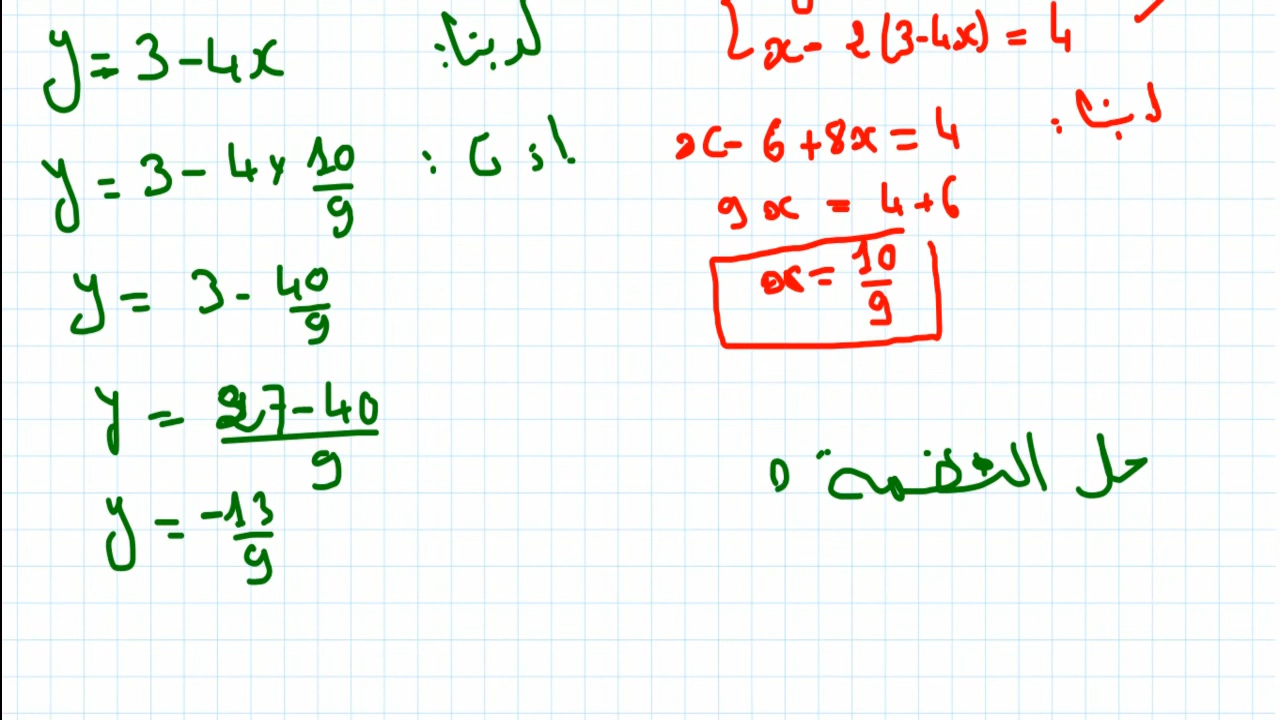 x - 2(3-4x) = 4
لدينا:
x - 6 + 8x = 4
9x = 4+6
x = 10/9
لدينا:
y = 3 - 4x
إذن:
y = 3 - 4 × 10/9
y = 3 - 40/9
y = 27-40/9
y = -13/9
حل النظمة